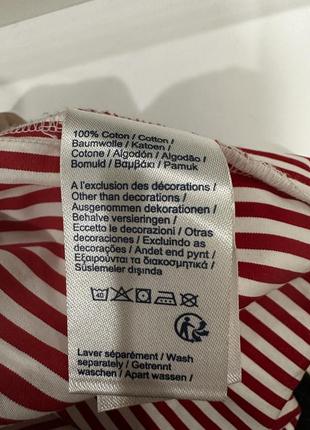 100% Coton / Cotton /
Baumwolle / Katoen /
Cotone / Algodón / Algodão /
Bomuld / Βαμβάκι / Pamuk
A l'exclusion des décorations /
Other than decorations /
Ausgenommen dekorationen /
Behalve versieringen /
Eccetto le decorazioni / Otras
decoraciones / Excluindo as
decorações / Andet end pynt /
Εξαιρούνται τα διακοσμητικά /
Süslemeler dışında
40
Laver séparément / Wash
separately / Getrennt
waschen / Apart wassen /